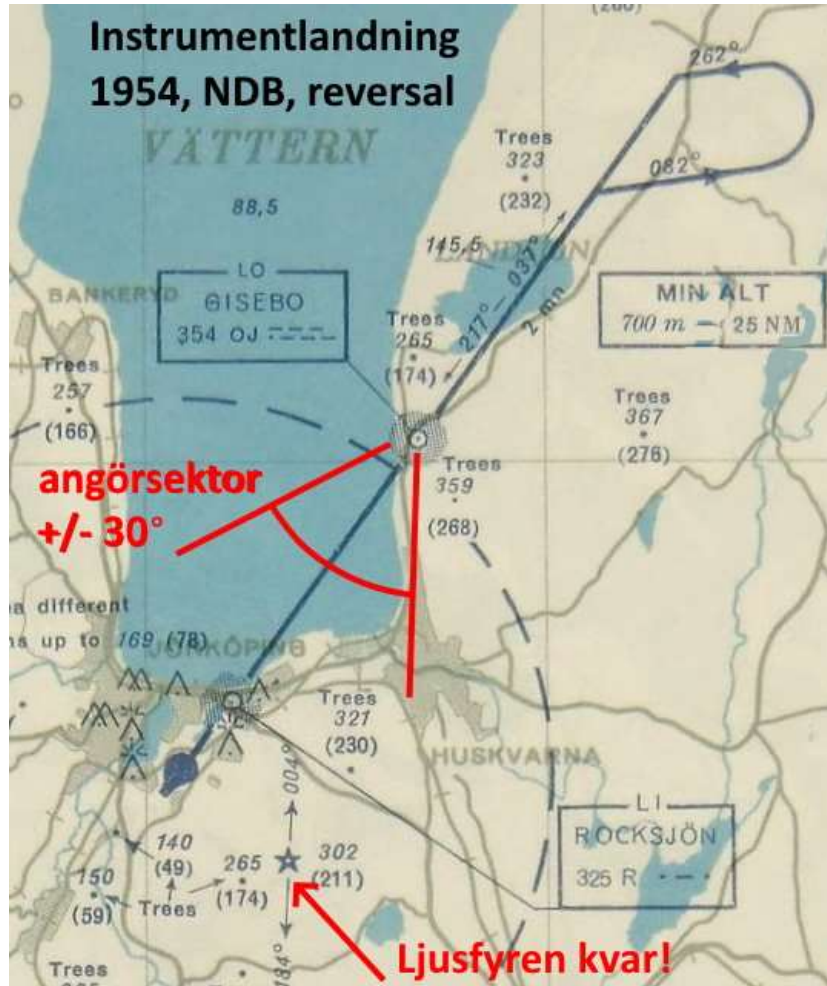 Instrumentlandning
1954, NDB, reversal
262°
VÄTTERN
Trees
323
(232)
082°
88,5
145,5
LANDSJÖN
LO
GISEBO
354 OJ
BANKERYD
MIN ALT
700 m — 25 NM
217° — 037°
2 mn
Trees
265
(174)
Trees
257
(166)
Trees
367
(276)
angörsektor
+/- 30°
Trees
359
(268)
a different
ns up to 169 (78)
JÖNKÖPING
Trees
321
(230)
HUSKVARNA
004°
LI
ROCKSJÖN
325 R
140
(49)
265
(174)
302
(211)
150
(59)
Trees
184°
Ljusfyren kvar!
Trees